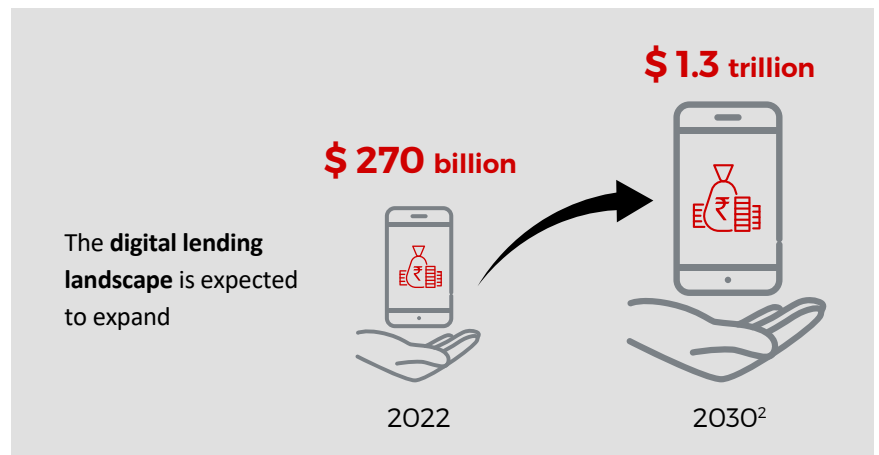 $ 1.3 trillion
$ 270 billion
₹
₹
The digital lending
landscape is expected
to expand
2022
2030²